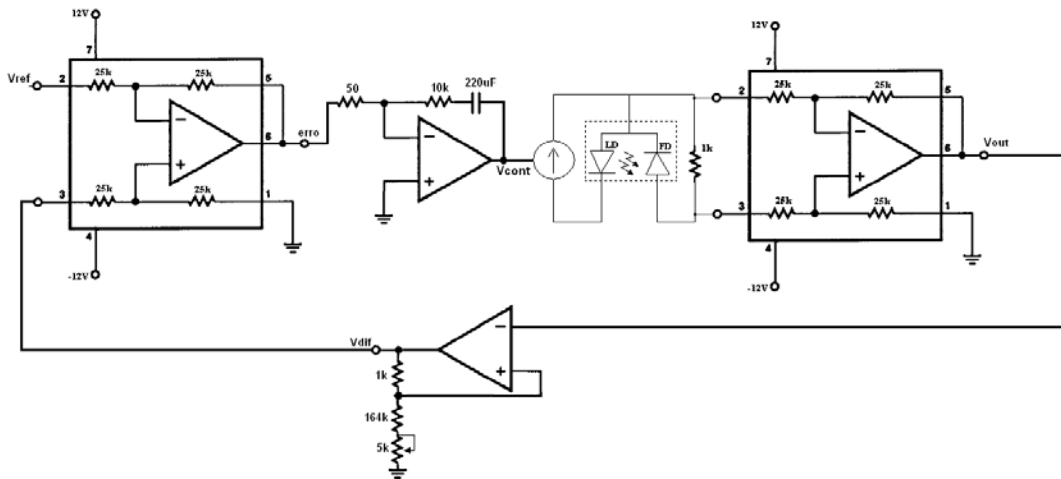 12V
7
Vref
2
25k
25k
5
−
+
6
erro
3
25k
25k
1
4
-12V
50
10k
220uF
−
+
Vcont
LD
FD
1k
12V
7
2
25k
25k
5
−
+
6
Vout
3
25k
25k
1
4
-12V
Vdif
−
+
1k
164k
5k